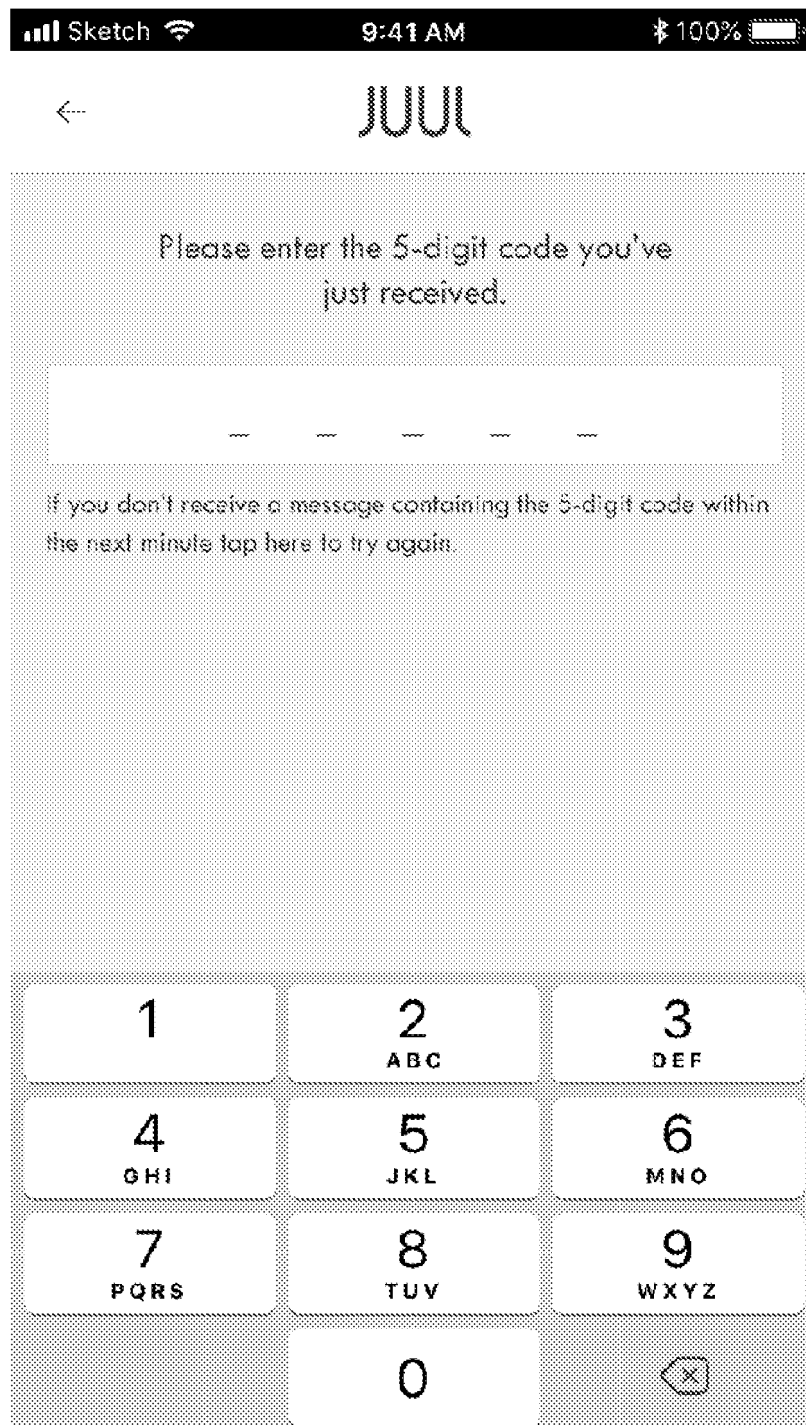 Sketch 9:41 AM 100%
JUUL
Please enter the 5-digit code you've
just received.
If you don't receive a message containing the 5-digit code within
the next minute tap here to try again.
1 2 3
ABC DEF
4 5 6
GHI JKL MNO
7 8 9
PQRS TUV WXYZ
0